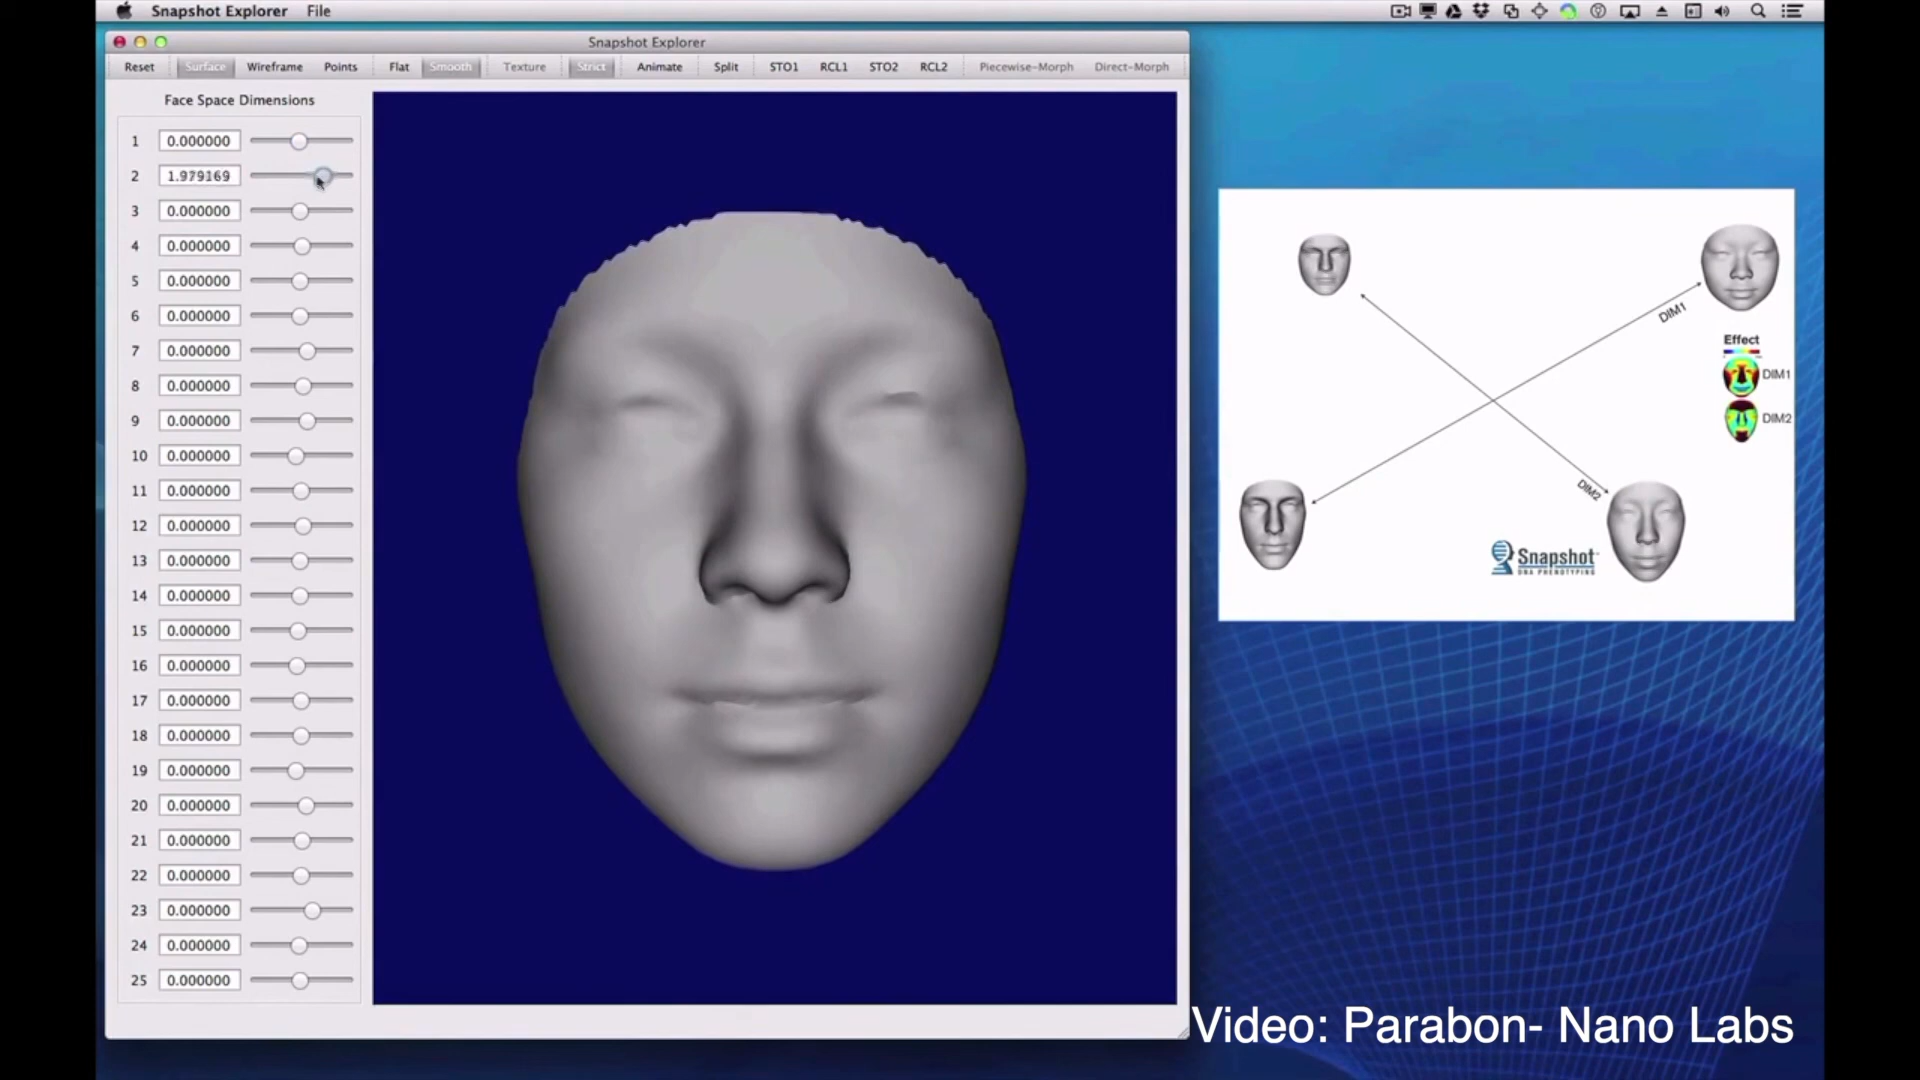 Snapshot Explorer File
Snapshot Explorer
Reset Surface Wireframe Points Flat Smooth Texture Strict Animate Split STO1 RCL1 STO2 RCL2 Piecewise-Morph Direct-Morph
Face Space Dimensions
1 0.000000
2 1.979169
3 0.000000
4 0.000000
5 0.000000
6 0.000000
7 0.000000
8 0.000000
9 0.000000
10 0.000000
11 0.000000
12 0.000000
13 0.000000
14 0.000000
15 0.000000
16 0.000000
17 0.000000
18 0.000000
19 0.000000
20 0.000000
21 0.000000
22 0.000000
23 0.000000
24 0.000000
25 0.000000
DIM1
Effect
DIM1
DIM2
DIM2
Snapshot
DNA PHENOTYPING
Video: Parabon- Nano Labs